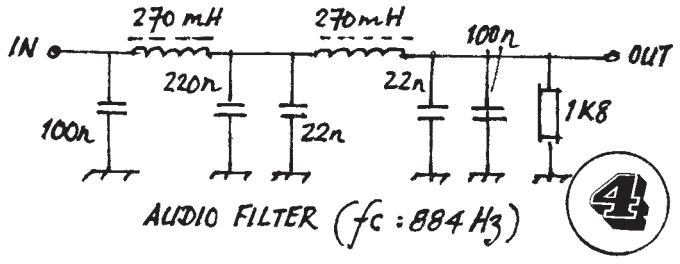 270 mH 270 mH
IN 100n OUT
220n 22n
100n 22n 1K8
AUDIO FILTER (fc : 884 Hz)
4